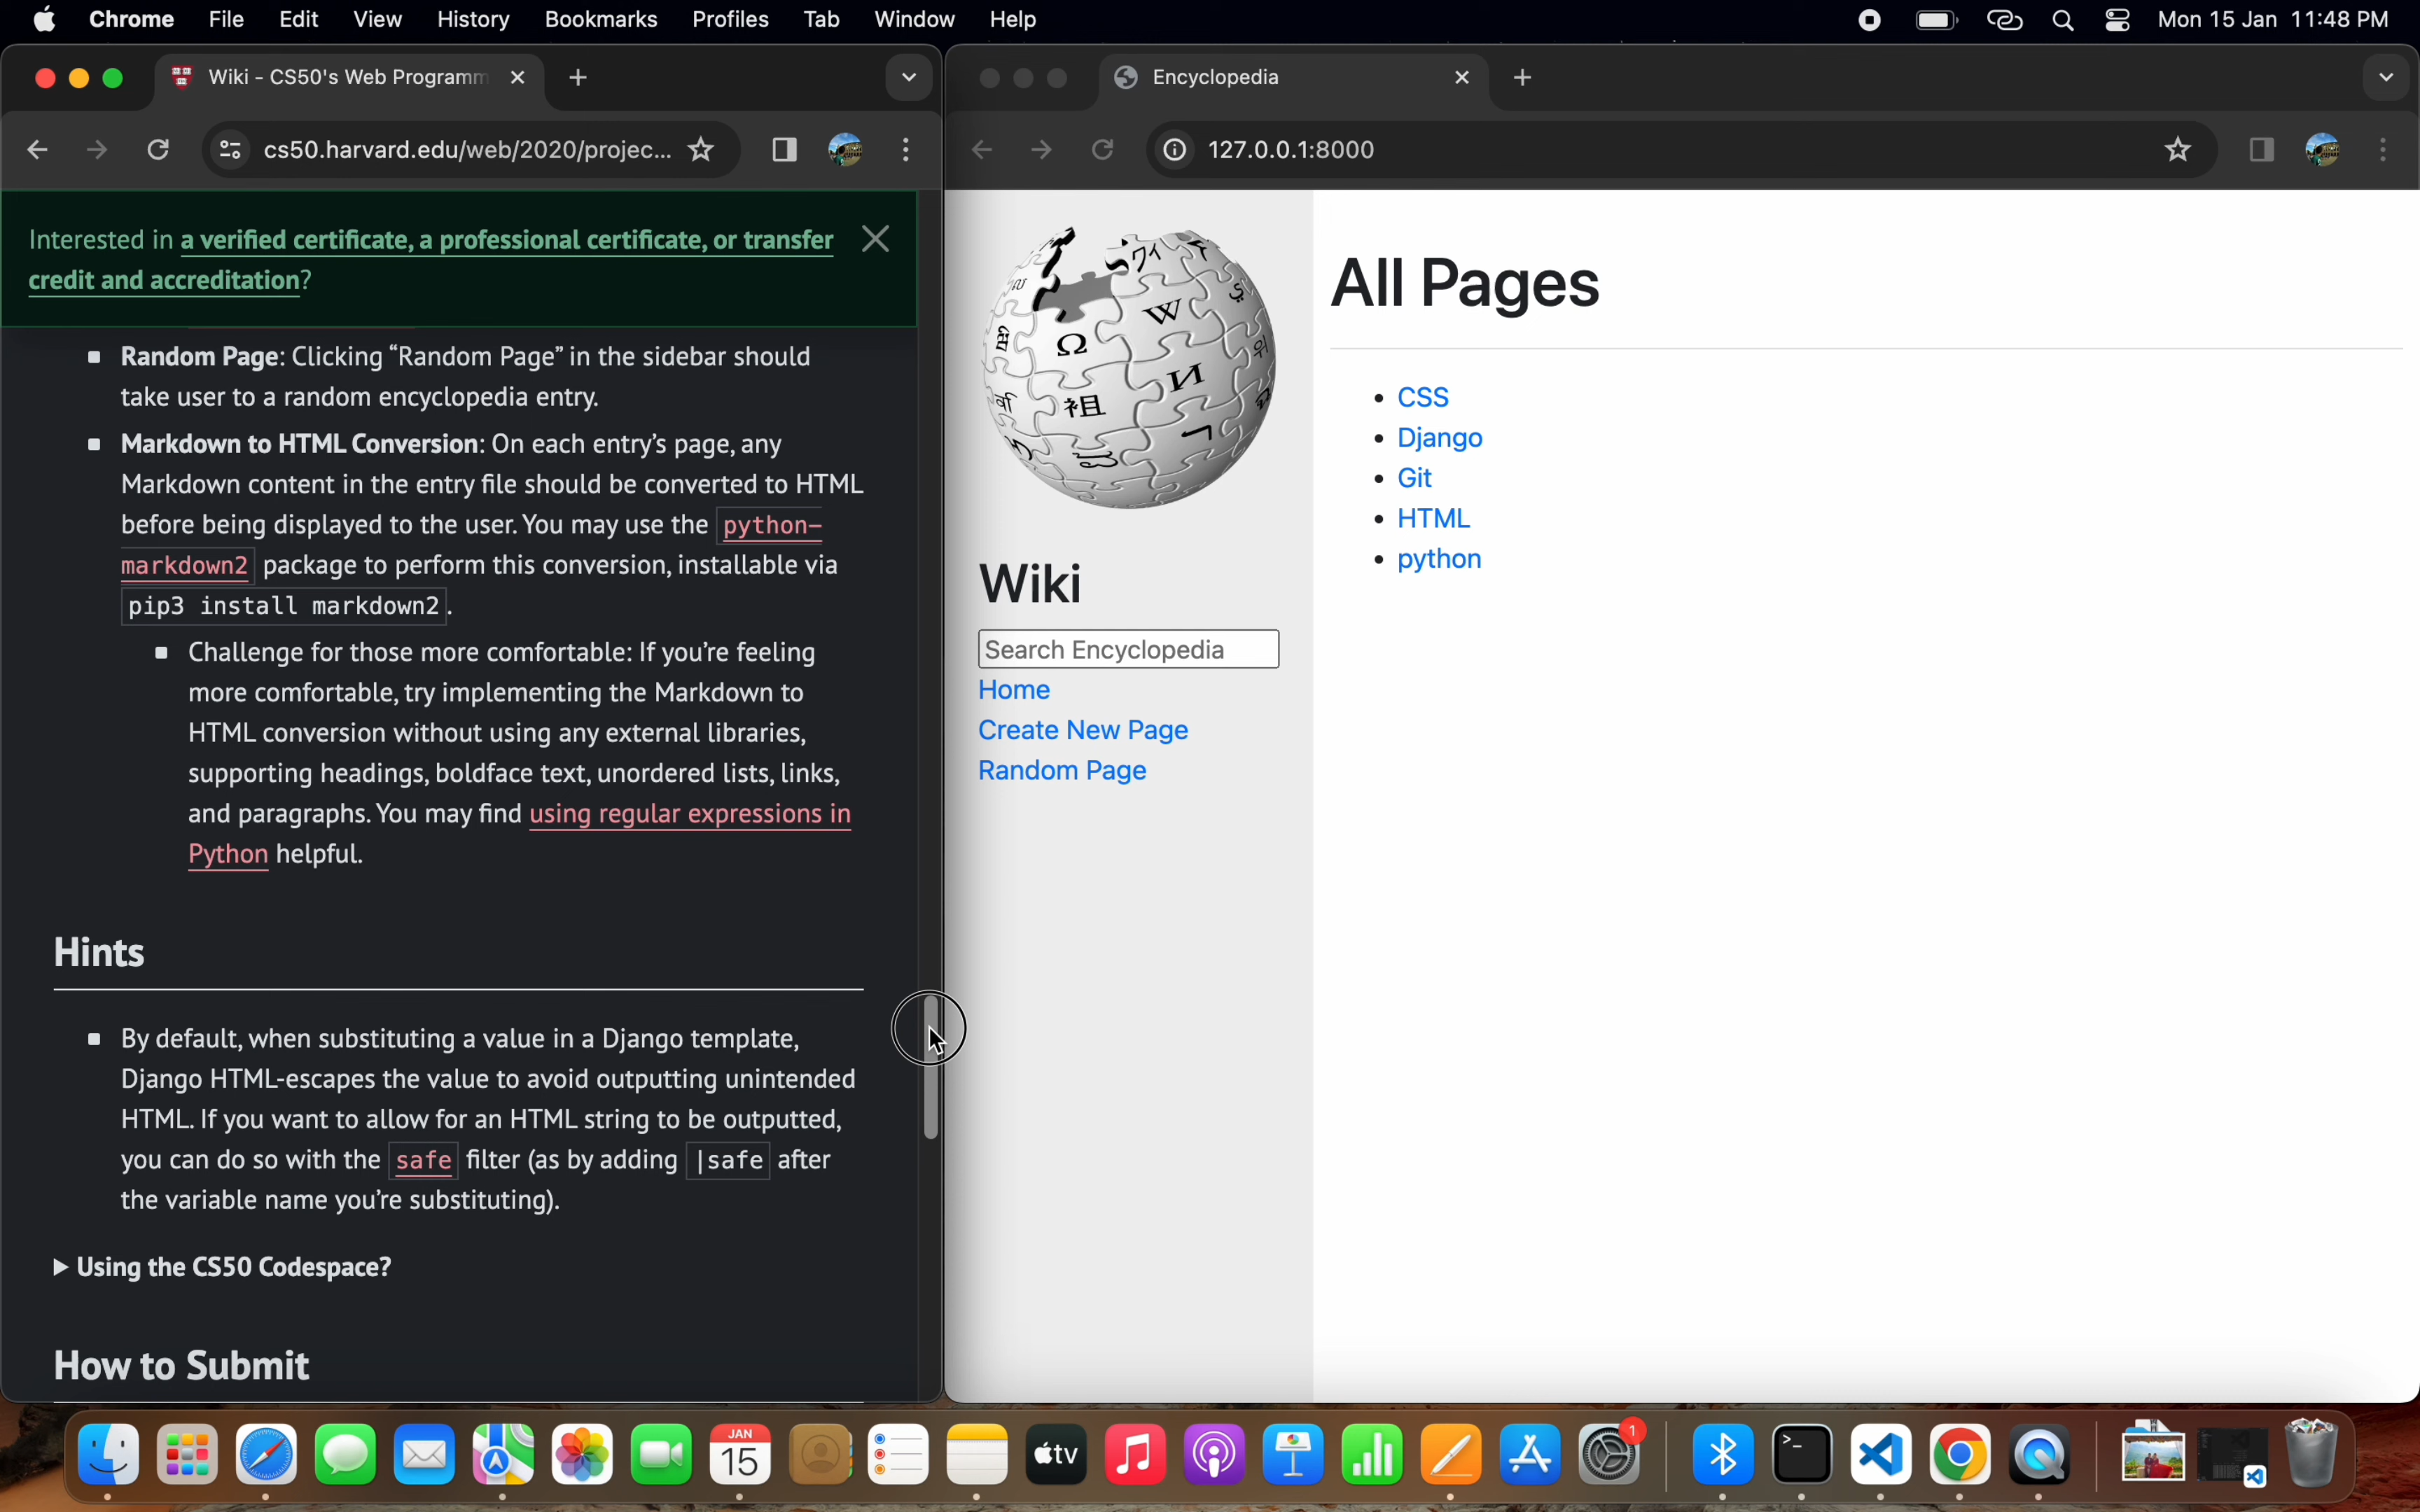 Chrome File Edit View History Bookmarks Profiles Tab Window Help
Mon 15 Jan 11:48 PM
Wiki - CS50's Web Programm
cs50.harvard.edu/web/2020/projec...
Interested in a verified certificate, a professional certificate, or transfer
credit and accreditation?
Random Page: Clicking “Random Page” in the sidebar should
take user to a random encyclopedia entry.
Markdown to HTML Conversion: On each entry’s page, any
Markdown content in the entry file should be converted to HTML
before being displayed to the user. You may use the python-
markdown2 package to perform this conversion, installable via
pip3 install markdown2.
Challenge for those more comfortable: If you’re feeling
more comfortable, try implementing the Markdown to
HTML conversion without using any external libraries,
supporting headings, boldface text, unordered lists, links,
and paragraphs. You may find using regular expressions in
Python helpful.
Hints
By default, when substituting a value in a Django template,
Django HTML-escapes the value to avoid outputting unintended
HTML. If you want to allow for an HTML string to be outputted,
you can do so with the safe filter (as by adding |safe after
the variable name you’re substituting).
Using the CS50 Codespace?
How to Submit
Encyclopedia
127.0.0.1:8000
Ω
W
И
祖
Wiki
Search Encyclopedia
Home
Create New Page
Random Page
All Pages
CSS
Django
Git
HTML
python
JAN
15
tv
1